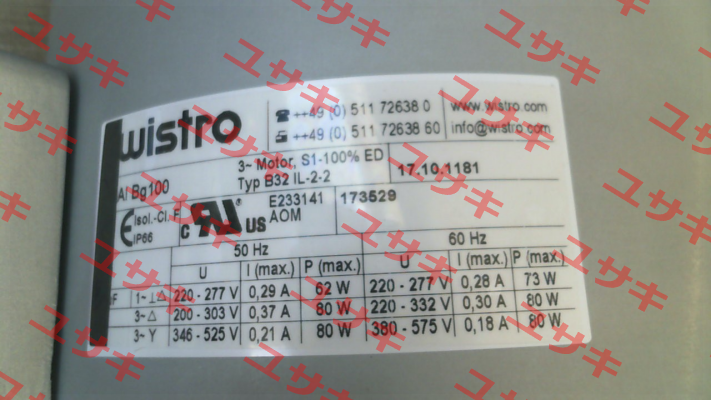 wistro
☎ ++49 (0) 511 72638 0
++49 (0) 511 72638 60
www.wistro.com
info@wistro.com
AI Bg100
3~ Motor, S1-100% ED
Typ B32 IL-2-2
17.10.1181
CE Isol.-Cl. F
IP66
C UR ® US
E233141
AOM
173529
50 Hz 60 Hz
U I (max.) P (max.) U I (max.) P (max.)
µF 1~ ⊥△ 220 - 277 V 0,29 A 62 W 220 - 277 V 0,28 A 73 W
3~ △ 200 - 303 V 0,37 A 80 W 220 - 332 V 0,30 A 80 W
3~ Y 346 - 525 V 0,21 A 80 W 380 - 575 V 0,18 A 80 W
ユサキ